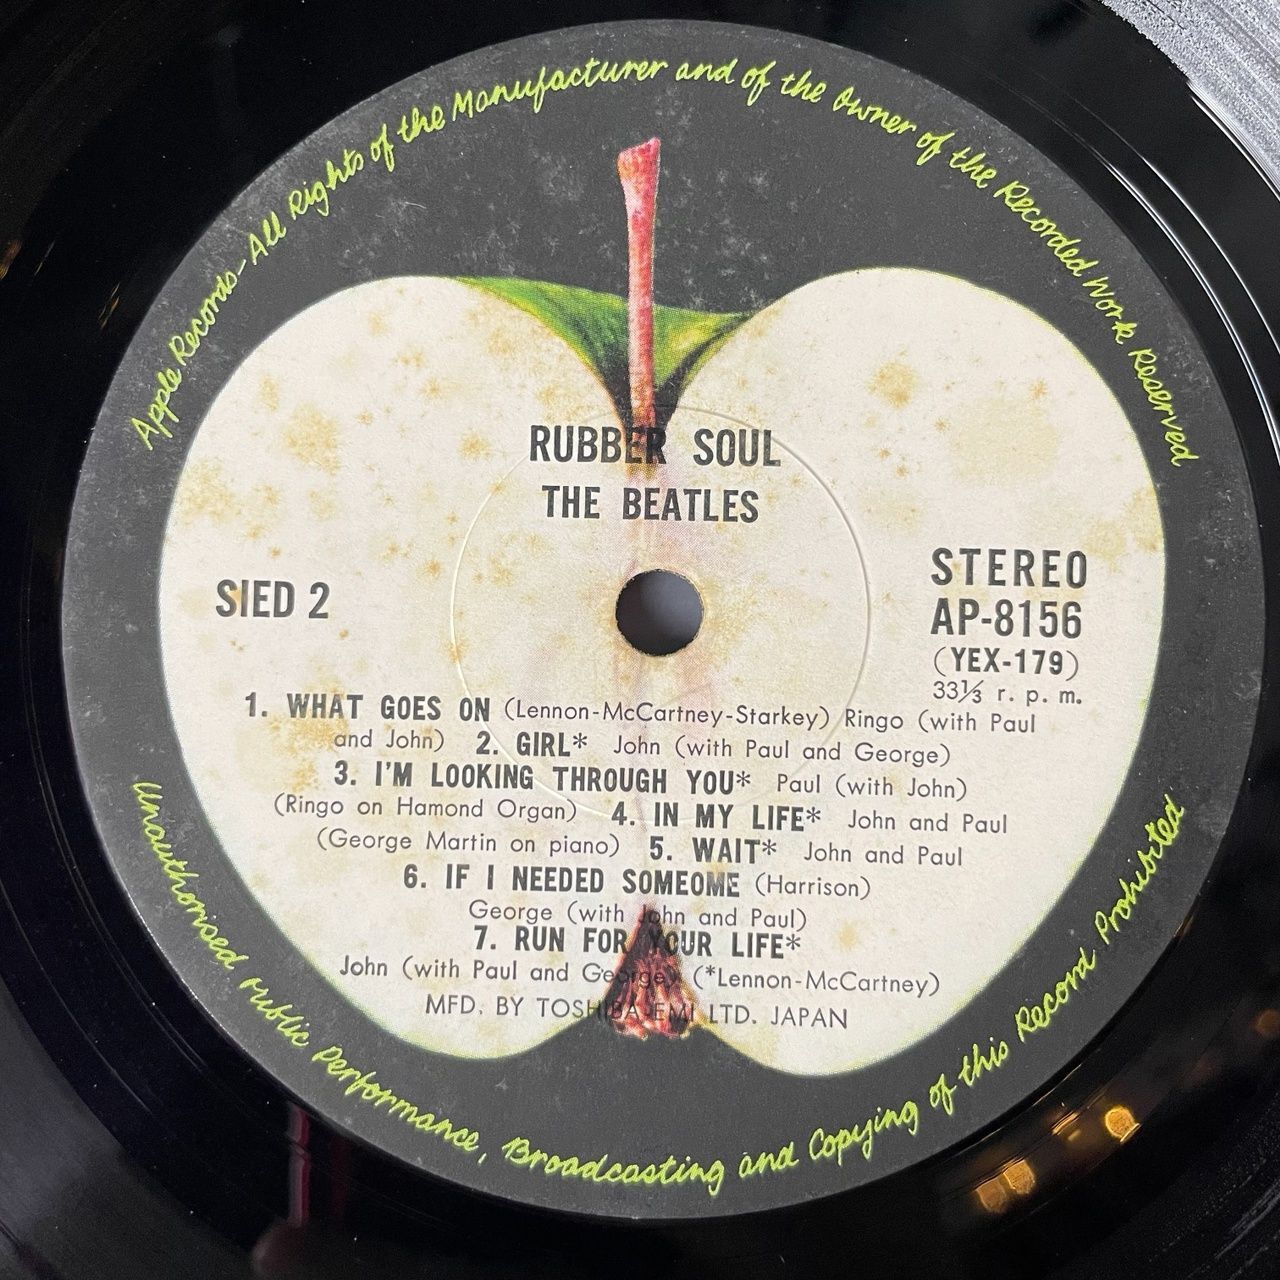 Apple Records-All Rights of the Manufacturer and of the Owner of the Recorded Work Reserved
RUBBER SOUL
THE BEATLES
SIED 2
STEREO
AP-8156
(YEX-179)
33⅓ r. p. m.
1. WHAT GOES ON (Lennon-McCartney-Starkey) Ringo (with Paul
and John) 2. GIRL* John (with Paul and George)
3. I'M LOOKING THROUGH YOU* Paul (with John)
(Ringo on Hamond Organ) 4. IN MY LIFE* John and Paul
(George Martin on piano) 5. WAIT* John and Paul
6. IF I NEEDED SOMEOME (Harrison)
George (with John and Paul)
7. RUN FOR YOUR LIFE*
John (with Paul and George) (*Lennon-McCartney)
MFD. BY TOSHIBA-EMI LTD. JAPAN
Unauthorised Public Performance, Broadcasting and Copying of this Record Prohibited